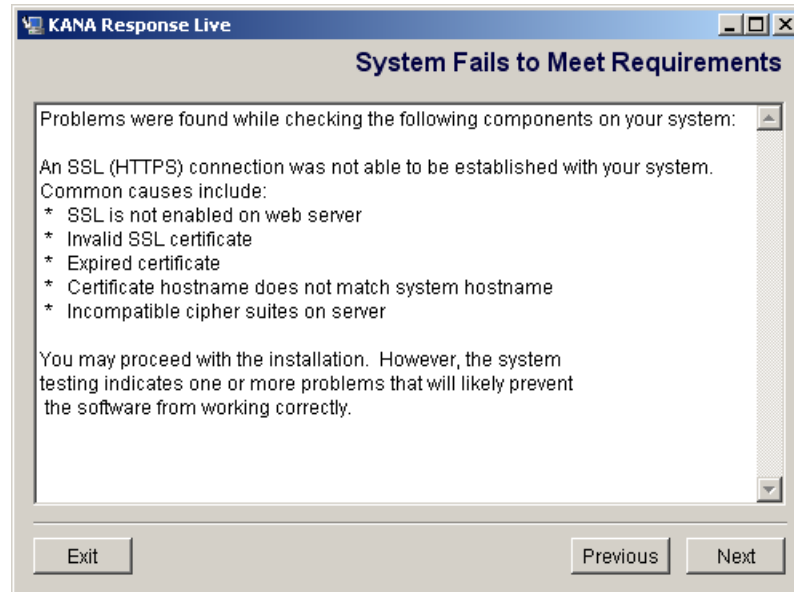 KANA Response Live
System Fails to Meet Requirements
Problems were found while checking the following components on your system:
An SSL (HTTPS) connection was not able to be established with your system.
Common causes include:
* SSL is not enabled on web server
* Invalid SSL certificate
* Expired certificate
* Certificate hostname does not match system hostname
* Incompatible cipher suites on server
You may proceed with the installation. However, the system
testing indicates one or more problems that will likely prevent
the software from working correctly.
Exit
Previous
Next